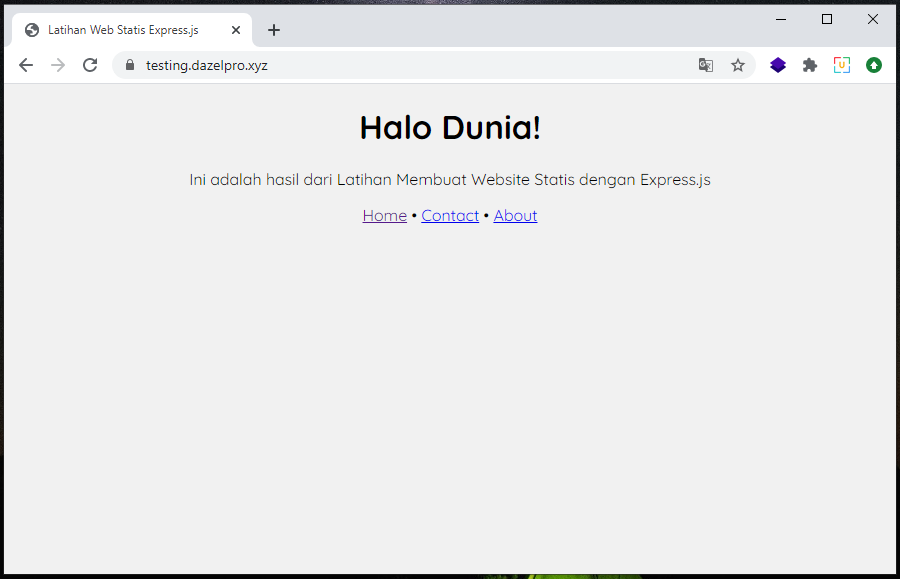 Latihan Web Statis Express.js
testing.dazelpro.xyz
Halo Dunia!
Ini adalah hasil dari Latihan Membuat Website Statis dengan Express.js
Home • Contact • About